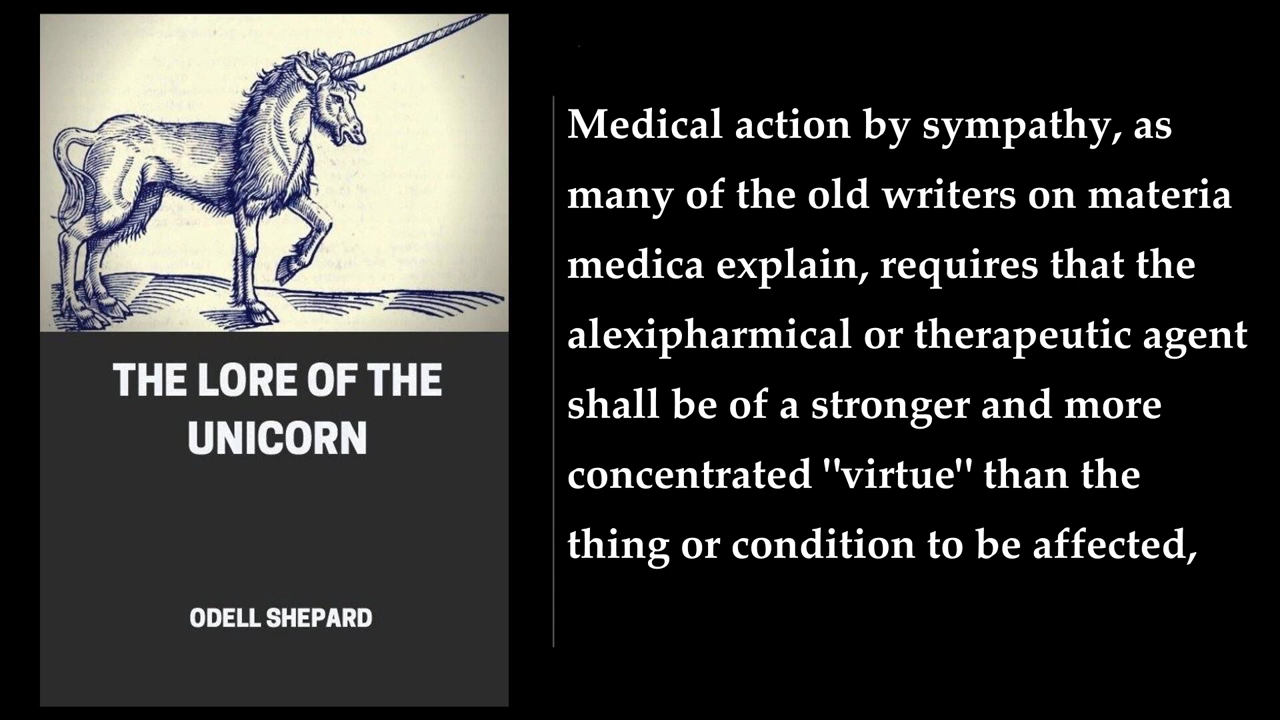 THE LORE OF THE
UNICORN
ODELL SHEPARD
Medical action by sympathy, as
many of the old writers on materia
medica explain, requires that the
alexipharmical or therapeutic agent
shall be of a stronger and more
concentrated "virtue" than the
thing or condition to be affected,